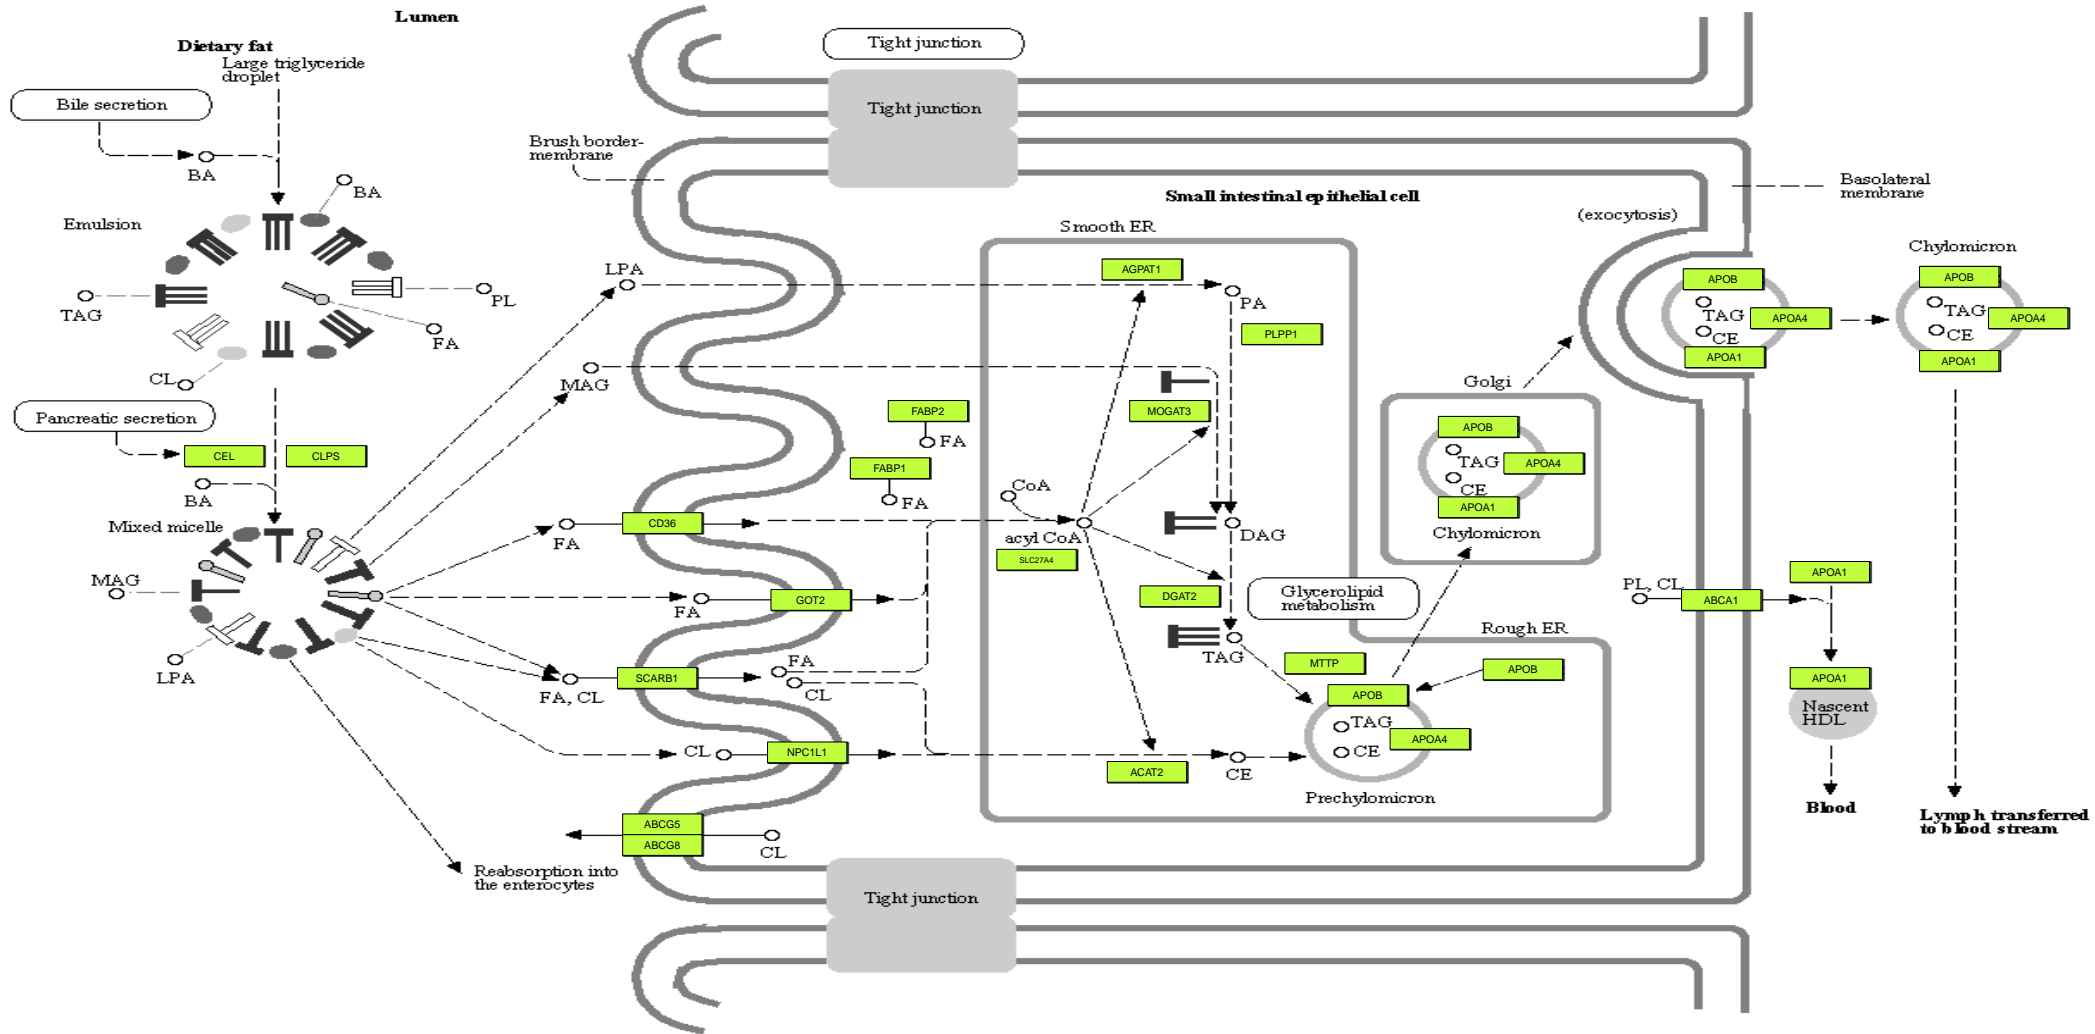 Lumen
Dietary fat
Large triglyceride
droplet
Bile secretion
BA
BA
Emulsion
TAG
PL
FA
CL
Pancreatic secretion
CEL
CLPS
BA
Mixed micelle
MAG
LPA
Reabsorption into
the enterocytes
Tight junction
Tight junction
Brush border-
membrane
LPA
MAG
FA
CD36
FA
GOT2
FA, CL
SCARB1
FA
CL
CL
NPC1L1
ABCG5
ABCG8
CL
Tight junction
FABP2
FA
FABP1
FA
Small intestinal epithelial cell
Smooth ER
AGPAT1
PA
PLPP1
MOGAT3
CoA
acyl CoA
SLC27A4
DAG
DGAT2
Glycerolipid
metabolism
TAG
ACAT2
CE
Rough ER
MTTP
APOB
APOB
TAG
APOA4
CE
Prechylomicron
Golgi
APOB
TAG
APOA4
CE
APOA1
Chylomicron
(exocytosis)
Basolateral
membrane
APOB
TAG
APOA4
CE
APOA1
Chylomicron
APOB
TAG
APOA4
CE
APOA1
PL, CL
ABCA1
APOA1
APOA1
Nascent
HDL
Blood
Lymph transferred
to blood stream